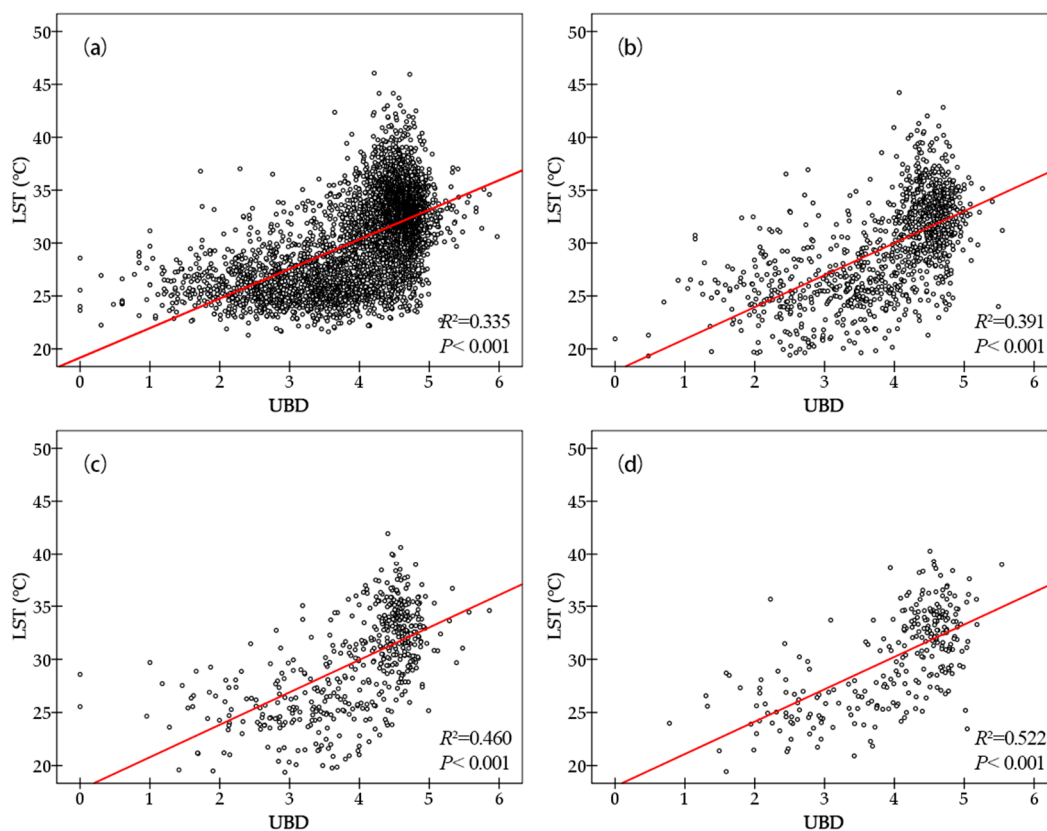 (a)
50
45
40
35
30
25
20
LST (°C)
0 1 2 3 4 5 6
UBD
R²=0.335
P< 0.001
(b)
50
45
40
35
30
25
20
LST (°C)
0 1 2 3 4 5 6
UBD
R²=0.391
P< 0.001
(c)
50
45
40
35
30
25
20
LST (°C)
0 1 2 3 4 5 6
UBD
R²=0.460
P< 0.001
(d)
50
45
40
35
30
25
20
LST (°C)
0 1 2 3 4 5 6
UBD
R²=0.522
P< 0.001